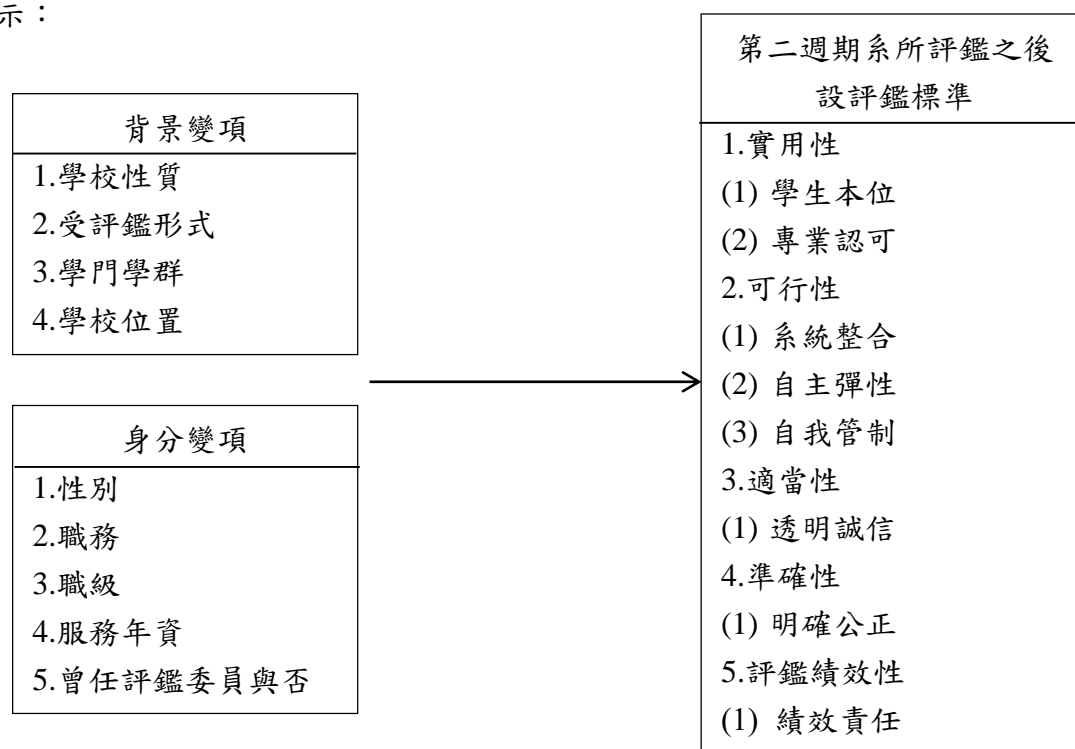 示：
背景變項
1.學校性質
2.受評鑑形式
3.學門學群
4.學校位置
身分變項
1.性別
2.職務
3.職級
4.服務年資
5.曾任評鑑委員與否
第二週期系所評鑑之後
設評鑑標準
1.實用性
(1) 學生本位
(2) 專業認可
2.可行性
(1) 系統整合
(2) 自主彈性
(3) 自我管制
3.適當性
(1) 透明誠信
4.準確性
(1) 明確公正
5.評鑑績效性
(1) 績效責任